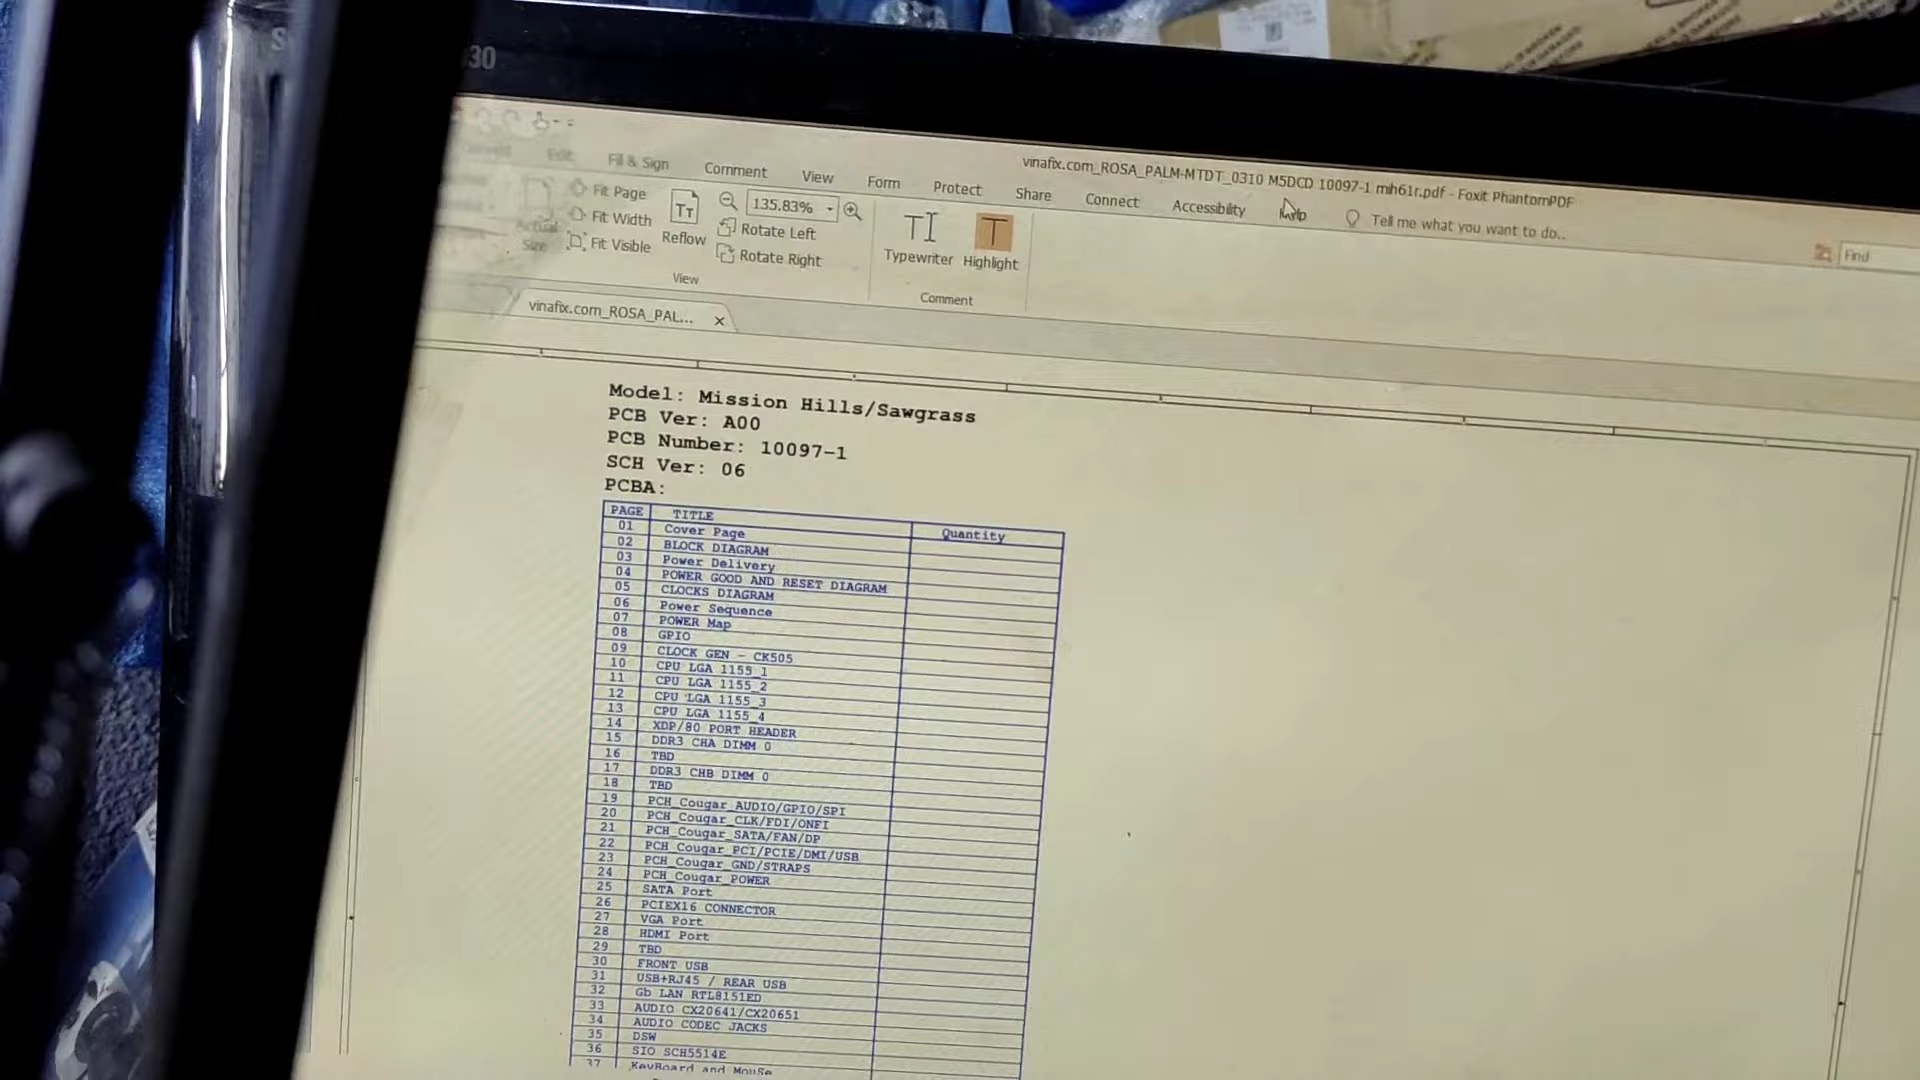 30
vinafix.com_ROSA_PALM-MTDT_0310 M5DCD 10097-1 mih61r.pdf - Foxit PhantomPDF
Edit Fill & Sign Comment View Form Protect Share Connect Accessibility Help Tell me what you want to do..
Find
Actual Size
Fit Page
Fit Width
Fit Visible
Reflow
135.83%
Rotate Left
Rotate Right
View
Typewriter Highlight
Comment
vinafix.com_ROSA_PAL... ×
Model: Mission Hills/Sawgrass
PCB Ver: A00
PCB Number: 10097-1
SCH Ver: 06
PCBA:
PAGE TITLE Quantity
01 Cover Page
02 BLOCK DIAGRAM
03 Power Delivery
04 POWER GOOD AND RESET DIAGRAM
05 CLOCKS DIAGRAM
06 Power Sequence
07 POWER Map
08 GPIO
09 CLOCK GEN - CK505
10 CPU LGA 1155_1
11 CPU LGA 1155_2
12 CPU LGA 1155_3
13 CPU LGA 1155_4
14 XDP/80 PORT HEADER
15 DDR3 CHA DIMM 0
16 TBD
17 DDR3 CHB DIMM 0
18 TBD
19 PCH_Cougar_AUDIO/GPIO/SPI
20 PCH_Cougar_CLK/FDI/ONFI
21 PCH_Cougar_SATA/FAN/DP
22 PCH_Cougar_PCI/PCIE/DMI/USB
23 PCH_Cougar_GND/STRAPS
24 PCH_Cougar_POWER
25 SATA Port
26 PCIEX16 CONNECTOR
27 VGA Port
28 HDMI Port
29 TBD
30 FRONT USB
31 USB+RJ45 / REAR USB
32 Gb LAN RTL8151ED
33 AUDIO CX20641/CX20651
34 AUDIO CODEC JACKS
35 DSW
36 SIO SCH5514E
37 KeyBoard and MouSe